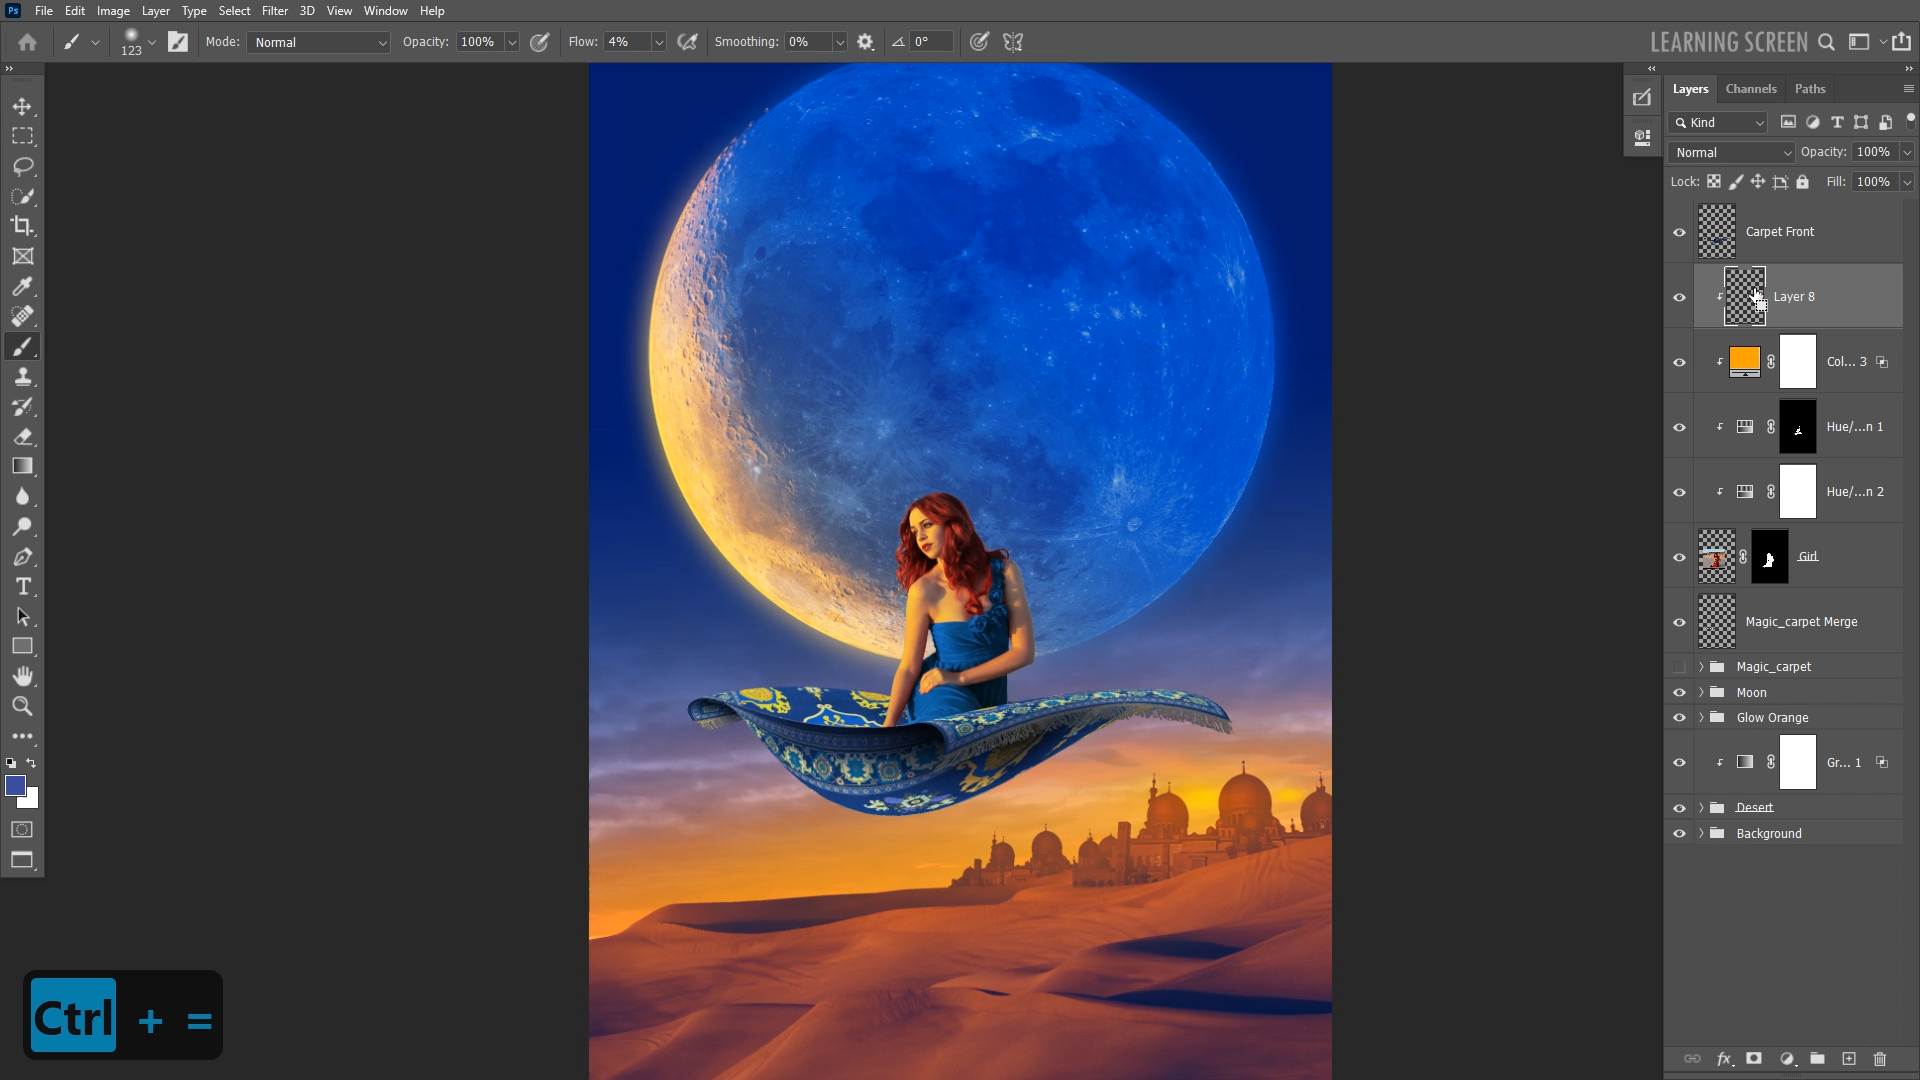 Ps File Edit Image Layer Type Select Filter 3D View Window Help
123 Mode: Normal Opacity: 100% Flow: 4% Smoothing: 0% 0° LEARNING SCREEN
Layers Channels Paths
Kind
Normal Opacity: 100%
Lock: Fill: 100%
Carpet Front
Layer 8
Col... 3
Hue/...n 1
Hue/...n 2
Girl
Magic_carpet Merge
Magic_carpet
Moon
Glow Orange
Gr... 1
Desert
Background
Ctrl + =
fx